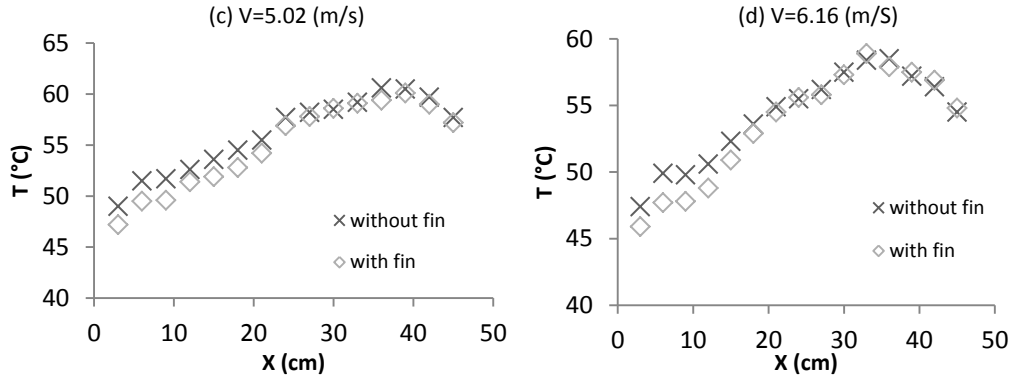 (c) V=5.02 (m/s)
65
60
55
50
45
40
T (°C)
without fin
with fin
0 10 20 30 40 50
X (cm)
(d) V=6.16 (m/S)
60
55
50
45
40
T (°C)
without fin
with fin
0 10 20 30 40 50
X (cm)